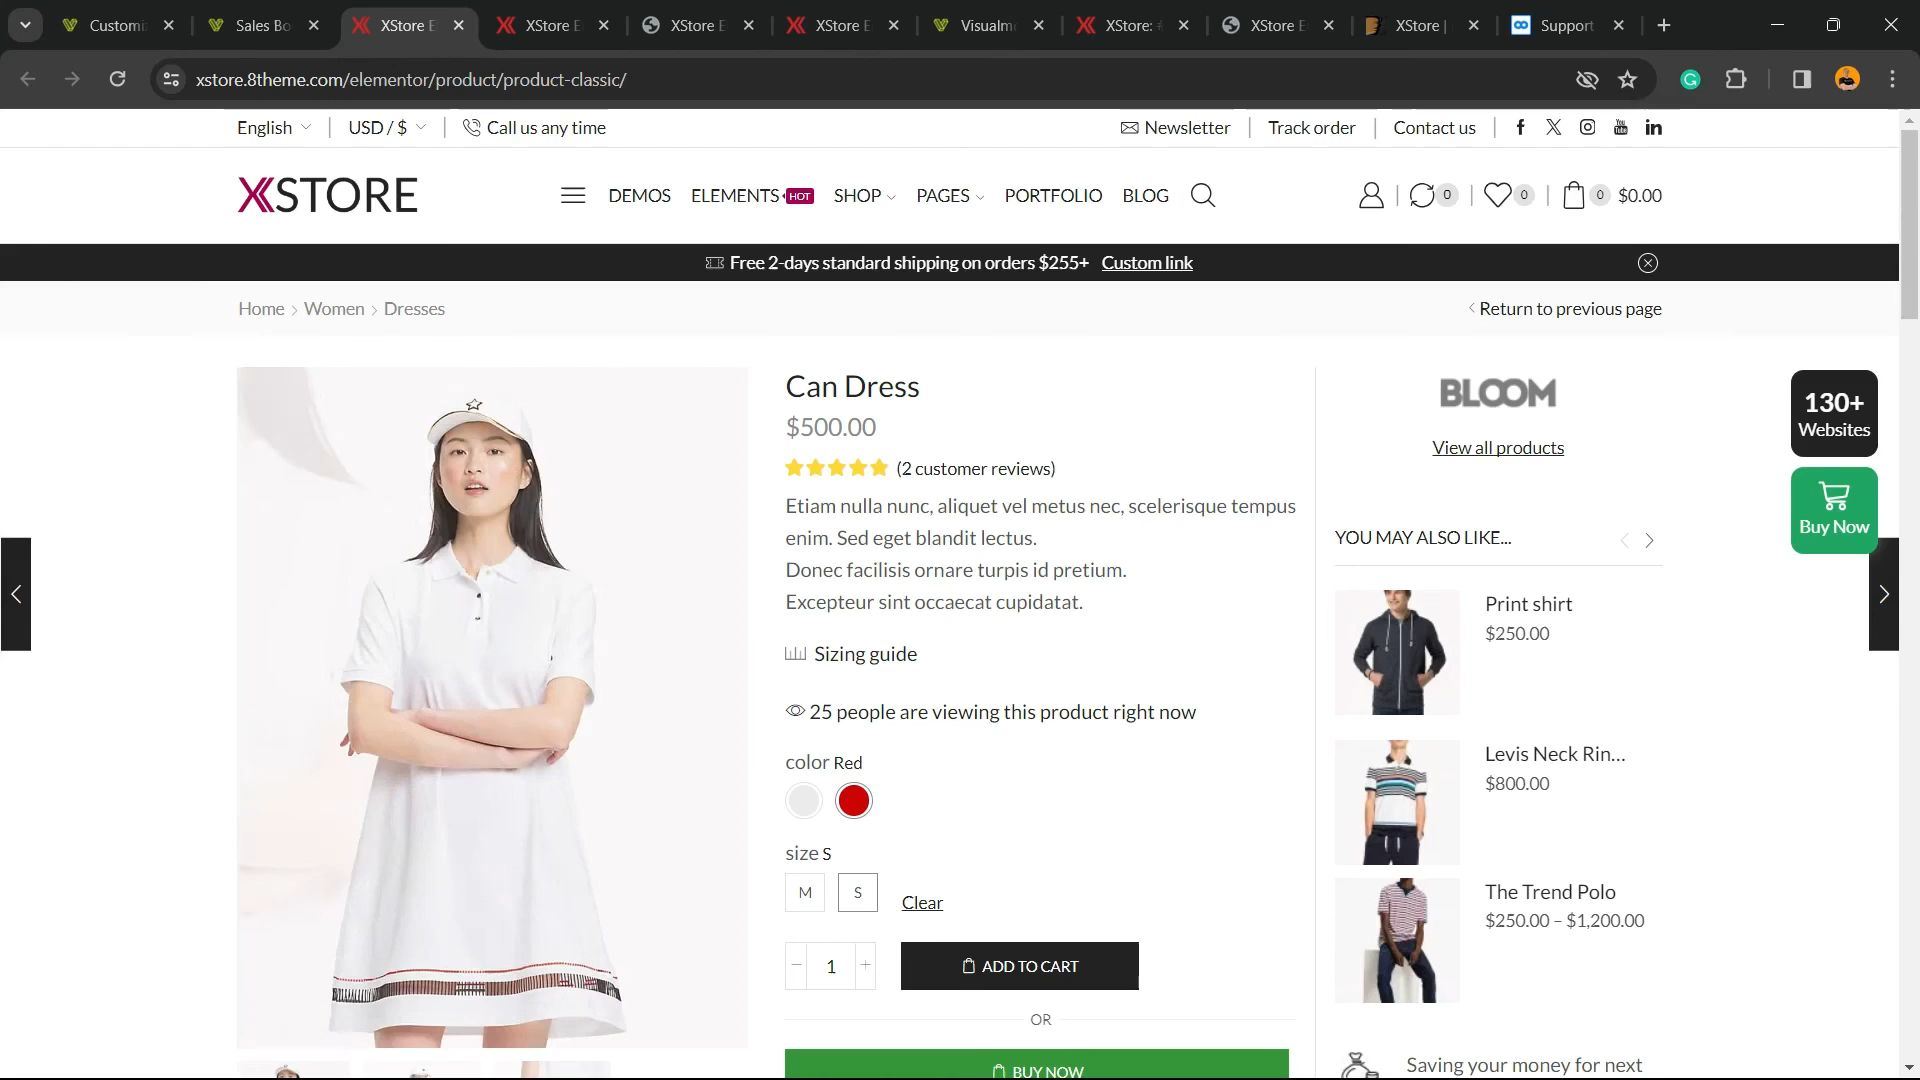 Customi
Sales Bo
XStore E
XStore E
XStore E
XStore E
Visualm
XStore: #
XStore E
XStore |
Support
xstore.8theme.com/elementor/product/product-classic/
English
USD / $
Call us any time
Newsletter
Track order
Contact us
XSTORE
DEMOS
ELEMENTS HOT
SHOP
PAGES
PORTFOLIO
BLOG
0
0
0
$0.00
Free 2-days standard shipping on orders $255+ Custom link
Home > Women > Dresses
Return to previous page
Can Dress
$500.00
(2 customer reviews)
Etiam nulla nunc, aliquet vel metus nec, scelerisque tempus
enim. Sed eget blandit lectus.
Donec facilisis ornare turpis id pretium.
Excepteur sint occaecat cupidatat.
Sizing guide
25 people are viewing this product right now
color Red
size S
M
S
Clear
1
ADD TO CART
OR
BUY NOW
BLOOM
View all products
YOU MAY ALSO LIKE...
Print shirt
$250.00
Levis Neck Rin...
$800.00
The Trend Polo
$250.00 – $1,200.00
Saving your money for next
130+
Websites
Buy Now